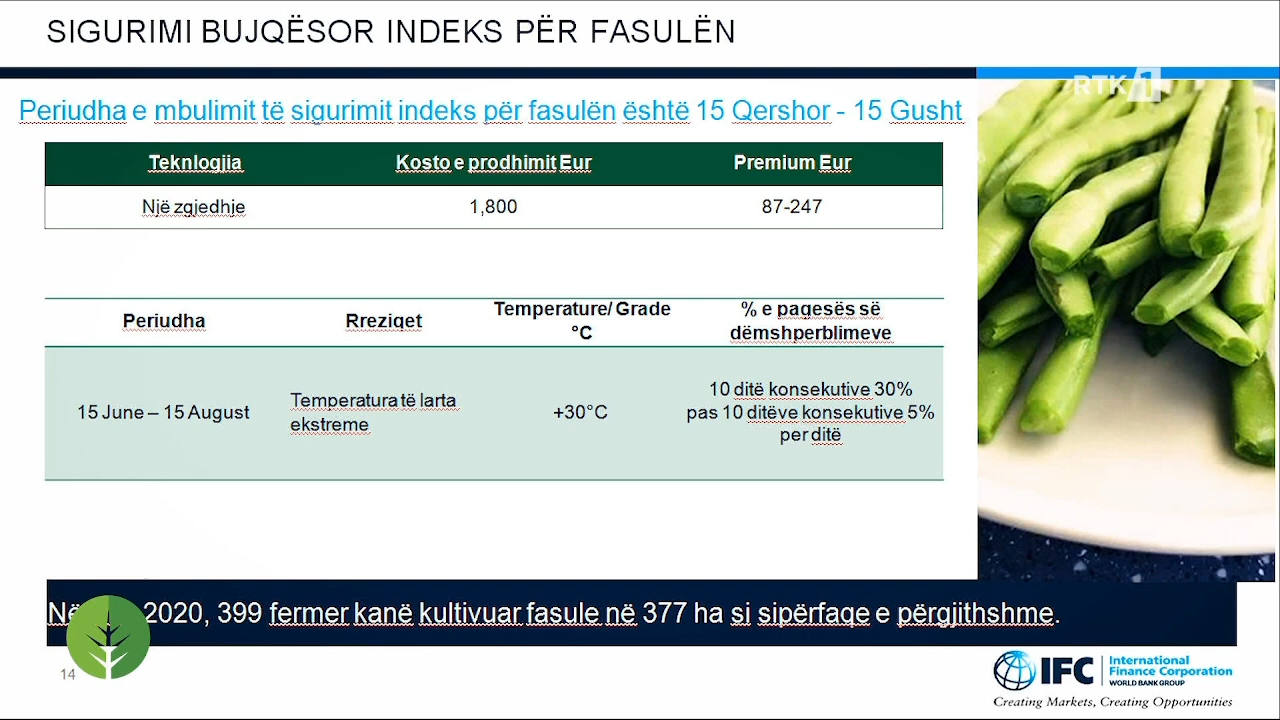 SIGURIMI BUJQËSOR INDEKS PËR FASULËN
RTK 1
Periudha e mbulimit të sigurimit indeks për fasulën është 15 Qershor - 15 Gusht
Teknlogjia Kosto e prodhimit Eur Premium Eur
Një zgjedhje 1,800 87-247
Periudha Rreziqet Temperature/ Grade °C % e pagesës së dëmshperblimeve
15 June – 15 August Temperatura të larta ekstreme +30°C 10 ditë konsekutive 30%
pas 10 ditëve konsekutive 5%
per ditë
2020, 399 fermer kanë kultivuar fasule në 377 ha si sipërfaqe e përgjithshme.
14
IFC International
Finance Corporation
WORLD BANK GROUP
Creating Markets, Creating Opportunities